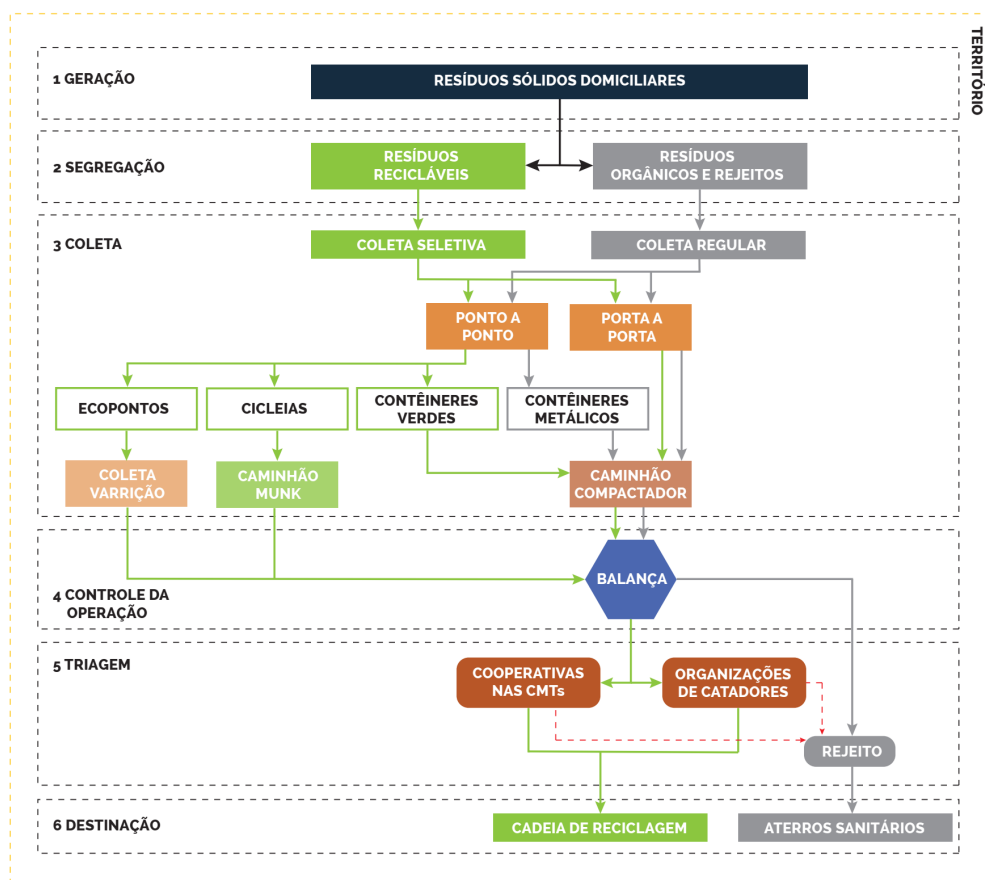 TERRITÓRIO
1 GERAÇÃO
RESÍDUOS SÓLIDOS DOMICILIARES
2 SEGREGAÇÃO
RESÍDUOS
RECICLÁVEIS
RESÍDUOS
ORGÂNICOS E REJEITOS
3 COLETA
COLETA SELETIVA
COLETA REGULAR
PONTO A
PONTO
PORTA A
PORTA
ECOPONTOS
CICLEIAS
CONTÊINERES
VERDES
CONTÊINERES
METÁLICOS
COLETA
VARRIÇÃO
CAMINHÃO
MUNK
CAMINHÃO
COMPACTADOR
4 CONTROLE DA
OPERAÇÃO
BALANÇA
5 TRIAGEM
COOPERATIVAS
NAS CMTs
ORGANIZAÇÕES
DE CATADORES
REJEITO
6 DESTINAÇÃO
CADEIA DE RECICLAGEM
ATERROS SANITÁRIOS